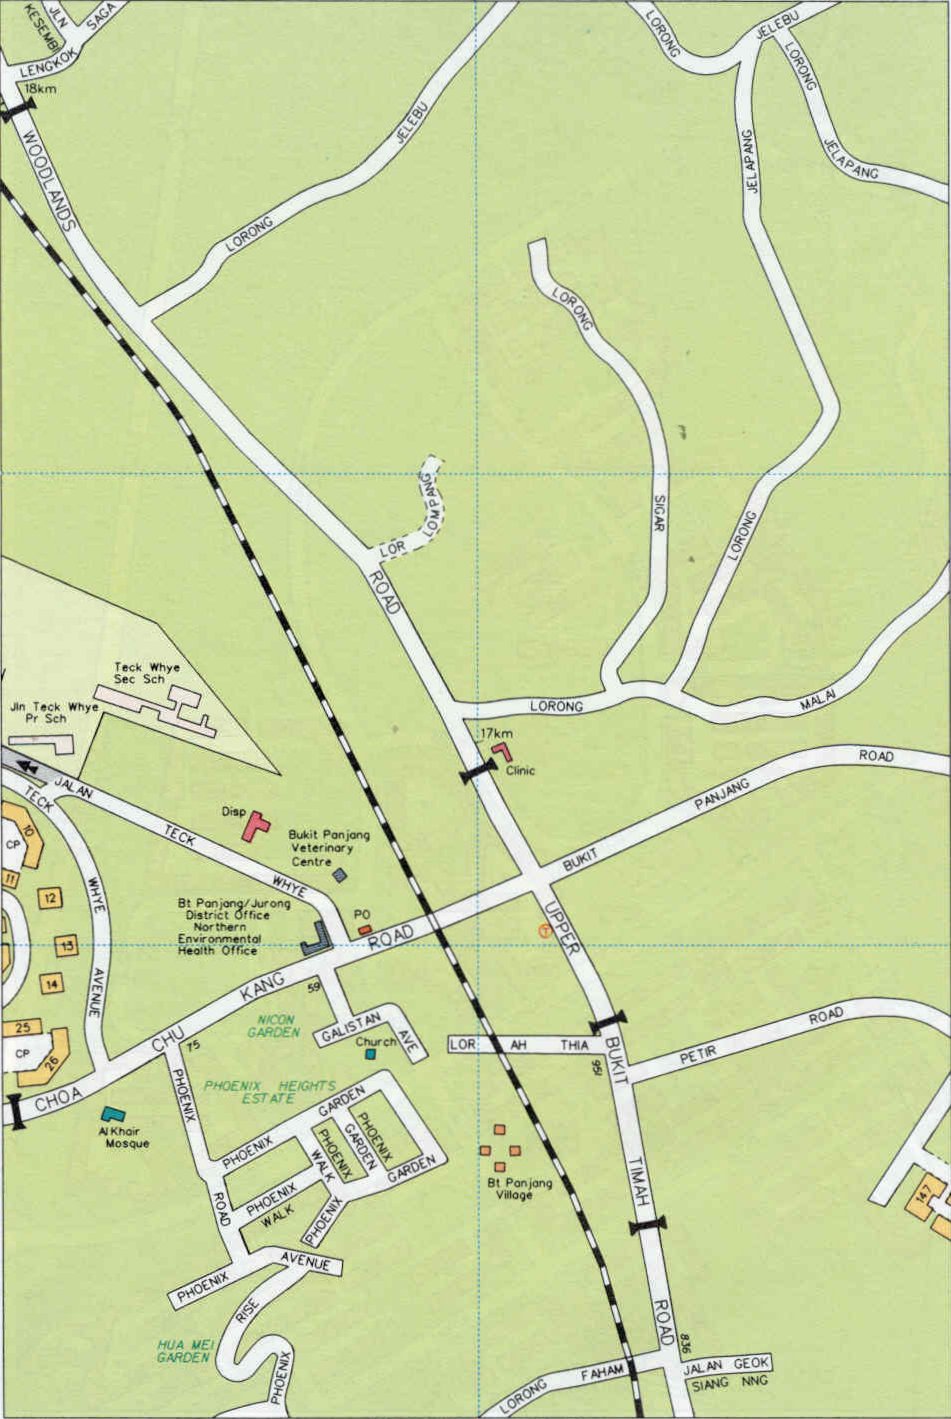 JLN
KESEMBI
SAGA
LENGKOK
18km
WOODLANDS
LORONG
JELEBU
LORONG
JELEBU
LORONG
JELAPANG
JELAPANG
LORONG
LORONG
SIGAR
LOR
LOMPANG
ROAD
LORONG
MALAI
17km
Clinic
Teck Whye
Sec Sch
Jln Teck Whye
Pr Sch
JALAN
TECK
WHYE
TECK
WHYE
AVENUE
Disp
Bukit Panjang
Veterinary
Centre
Bt Panjang/Jurong
District Office
Northern
Environmental
Health Office
PO
10
CP
11
12
13
14
25
CP
26
CHOA
CHU
KANG
ROAD
BUKIT
PANJANG
ROAD
UPPER
T
BUKIT
TIMAH
ROAD
59
75
NICON
GARDEN
GALISTAN
AVE
Church
LOR AH THIA
951
PETIR
ROAD
PHOENIX HEIGHTS
ESTATE
Al Khair
Mosque
PHOENIX
ROAD
PHOENIX
GARDEN
PHOENIX
GARDEN
PHOENIX
WALK
PHOENIX
GARDEN
PHOENIX
WALK
PHOENIX
AVENUE
RISE
PHOENIX
HUA MEI
GARDEN
Bt Panjang
Village
147
836
LORONG
FAHAM
JALAN GEOK
SIANG NNG